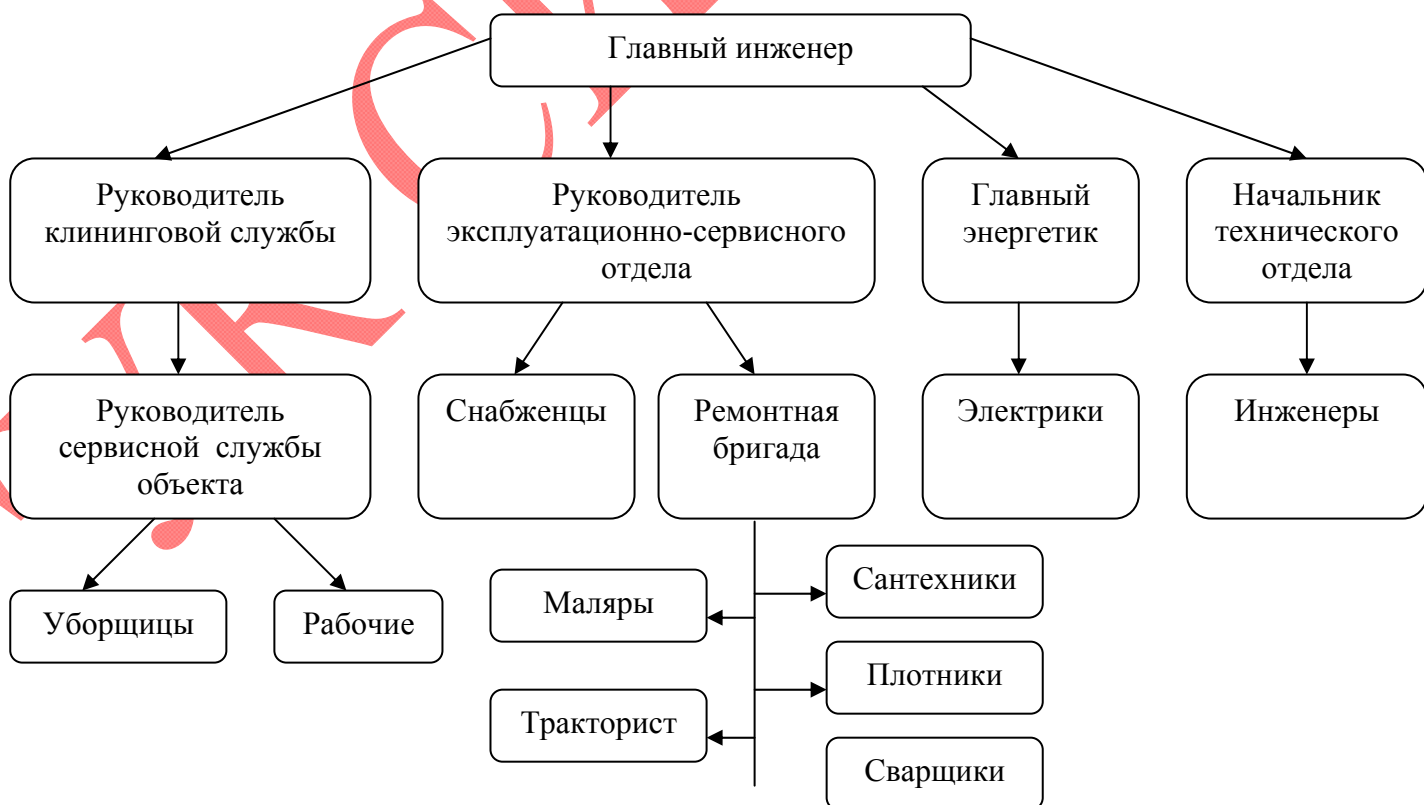 Главный инженер
Руководитель
клининговой службы
Руководитель
эксплуатационно-сервисного
отдела
Главный
энергетик
Начальник
технического
отдела
Руководитель
сервисной службы
объекта
Снабженцы
Ремонтная
бригада
Электрики
Инженеры
Уборщицы
Рабочие
Маляры
Сантехники
Плотники
Тракторист
Сварщики